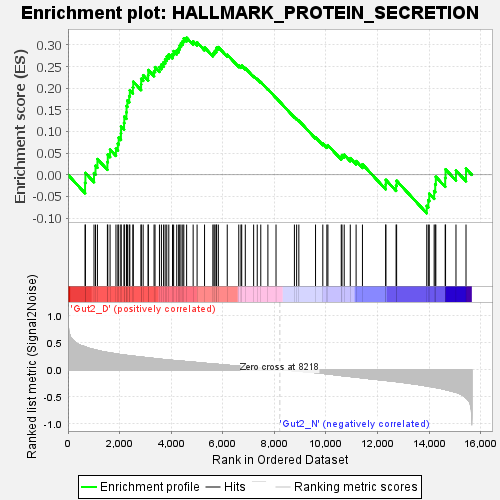 Enrichment plot: HALLMARK_PROTEIN_SECRETION
Enrichment score (ES)
0.30
0.25
0.20
0.15
0.10
0.05
0.00
-0.05
-0.10
Ranked list metric (Signal2Noise)
1.0
0.5
0.0
-0.5
-1.0
'Gut2_D' (positively correlated)
Zero cross at 8218
'Gut2_N' (negatively correlated)
0 2,000 4,000 6,000 8,000 10,000 12,000 14,000 16,000
Rank in Ordered Dataset
Enrichment profile Hits Ranking metric scores